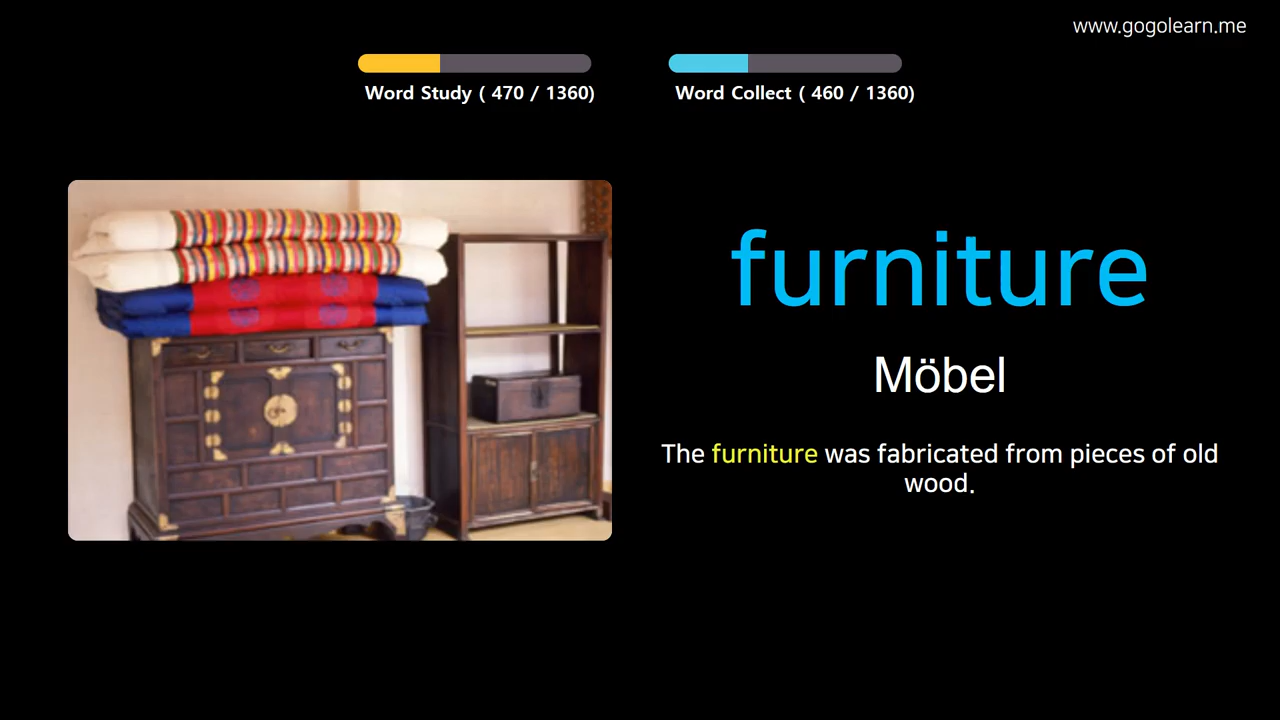 www.gogolearn.me
Word Study ( 470 / 1360)
Word Collect ( 460 / 1360)
furniture
Möbel
The furniture was fabricated from pieces of old
wood.